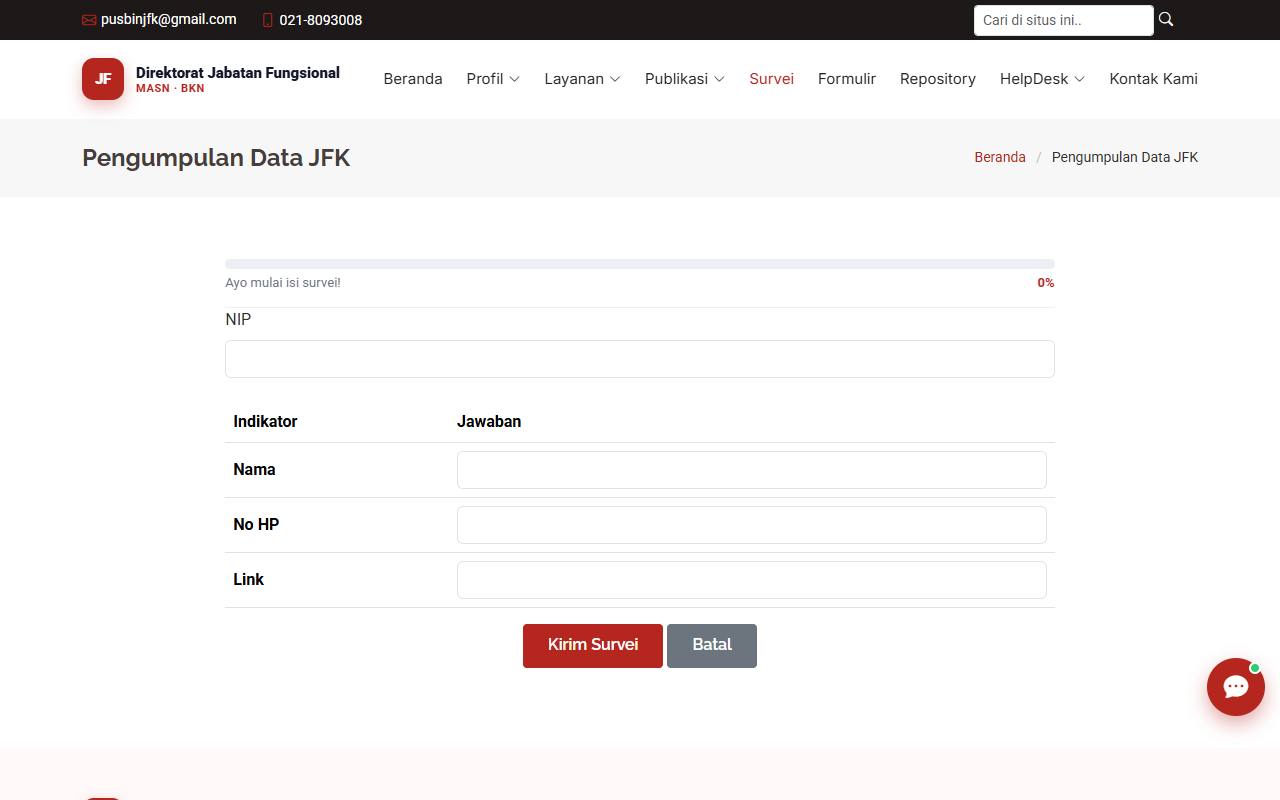 pusbinjfk@gmail.com 021-8093008 Cari di situs ini..
JF Direktorat Jabatan Fungsional
MASN · BKN
Beranda Profil Layanan Publikasi Survei Formulir Repository HelpDesk Kontak Kami
Pengumpulan Data JFK Beranda / Pengumpulan Data JFK
Ayo mulai isi survei! 0%
NIP
Indikator Jawaban
Nama
No HP
Link
Kirim Survei Batal